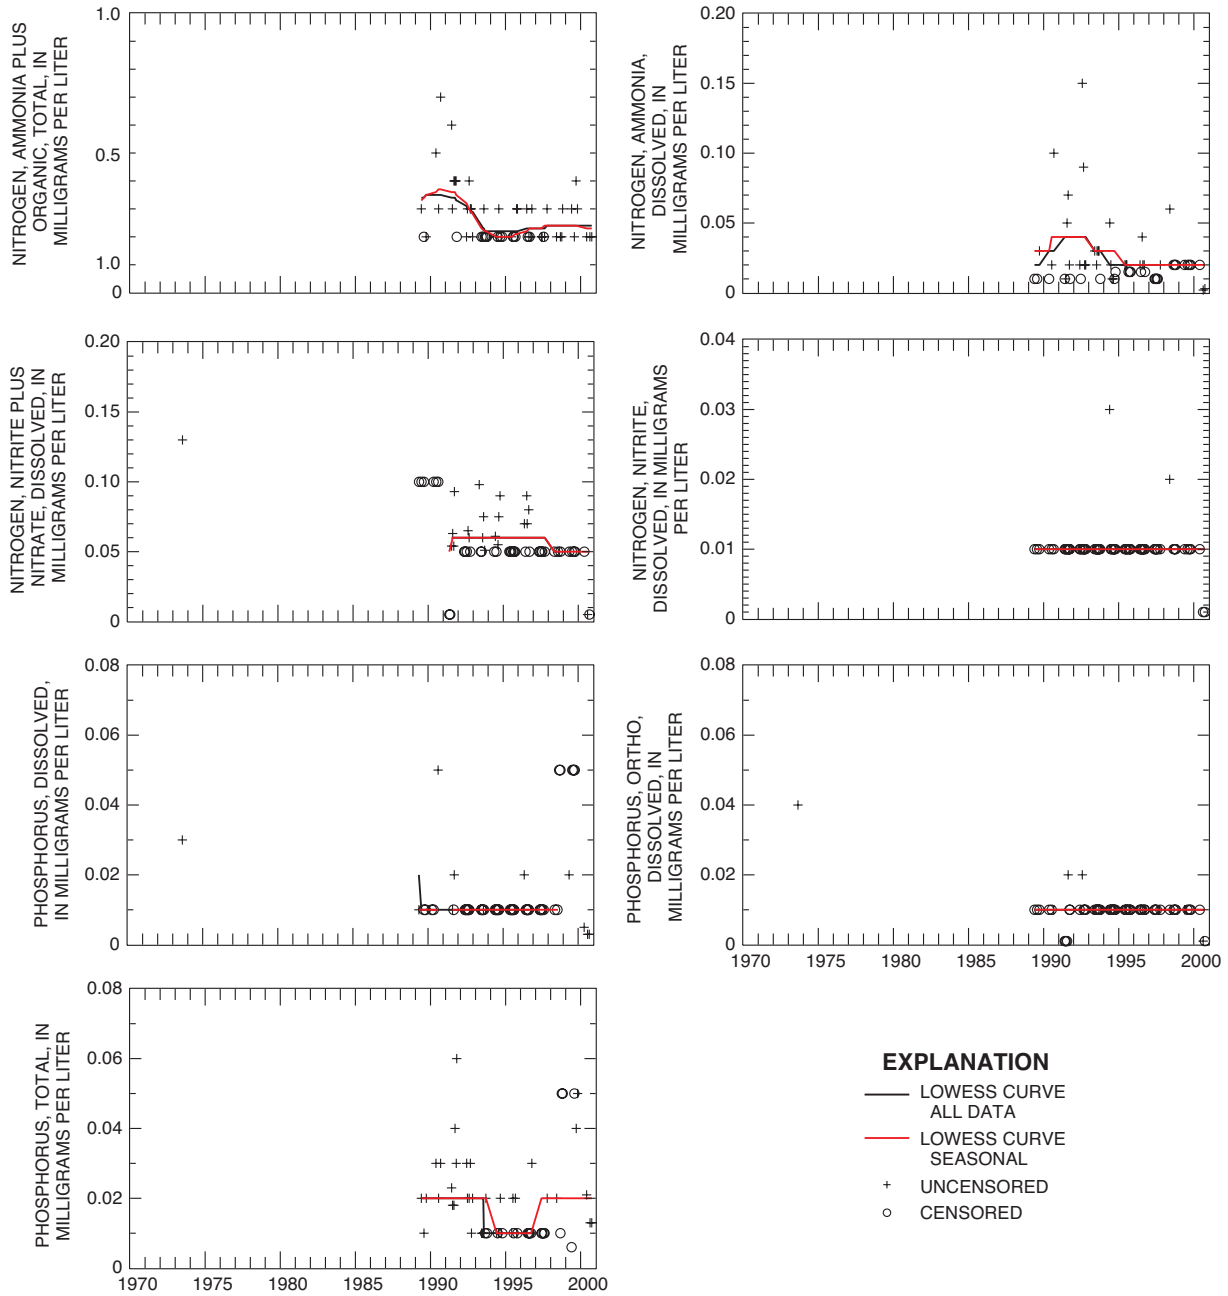 NITROGEN, AMMONIA PLUS
ORGANIC, TOTAL, IN
MILLIGRAMS PER LITER
1.0
0.5
1.0
0
NITROGEN, AMMONIA,
DISSOLVED, IN
MILLIGRAMS PER LITER
0.20
0.15
0.10
0.05
0
NITROGEN, NITRITE PLUS
NITRATE, DISSOLVED, IN
MILLIGRAMS PER LITER
0.20
0.15
0.10
0.05
0
1975
1980
1985
1990
1995
2000
NITROGEN, NITRITE,
DISSOLVED, IN MILLIGRAMS
PER LITER
0.04
0.03
0.02
0.01
0
PHOSPHORUS, DISSOLVED,
IN MILLIGRAMS PER LITER
0.08
0.06
0.04
0.02
0
PHOSPHORUS, ORTHO,
DISSOLVED, IN
MILLIGRAMS PER LITER
0.08
0.06
0.04
0.02
0
1970
1975
1980
1985
1990
1995
2000
PHOSPHORUS, TOTAL, IN
MILLIGRAMS PER LITER
0.08
0.06
0.04
0.02
0
1970
1975
1980
1985
1990
1995
2000
EXPLANATION
LOWESS CURVE
ALL DATA
LOWESS CURVE
SEASONAL
UNCENSORED
CENSORED